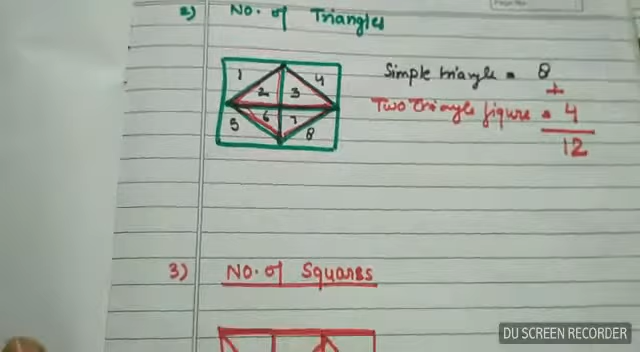 2) No. of Triangles
1 4
2 3
5 6 7 8
Simple triangle = 8
+
Two triangle figure = 4
12
3) No. of Squares
DU SCREEN RECORDER